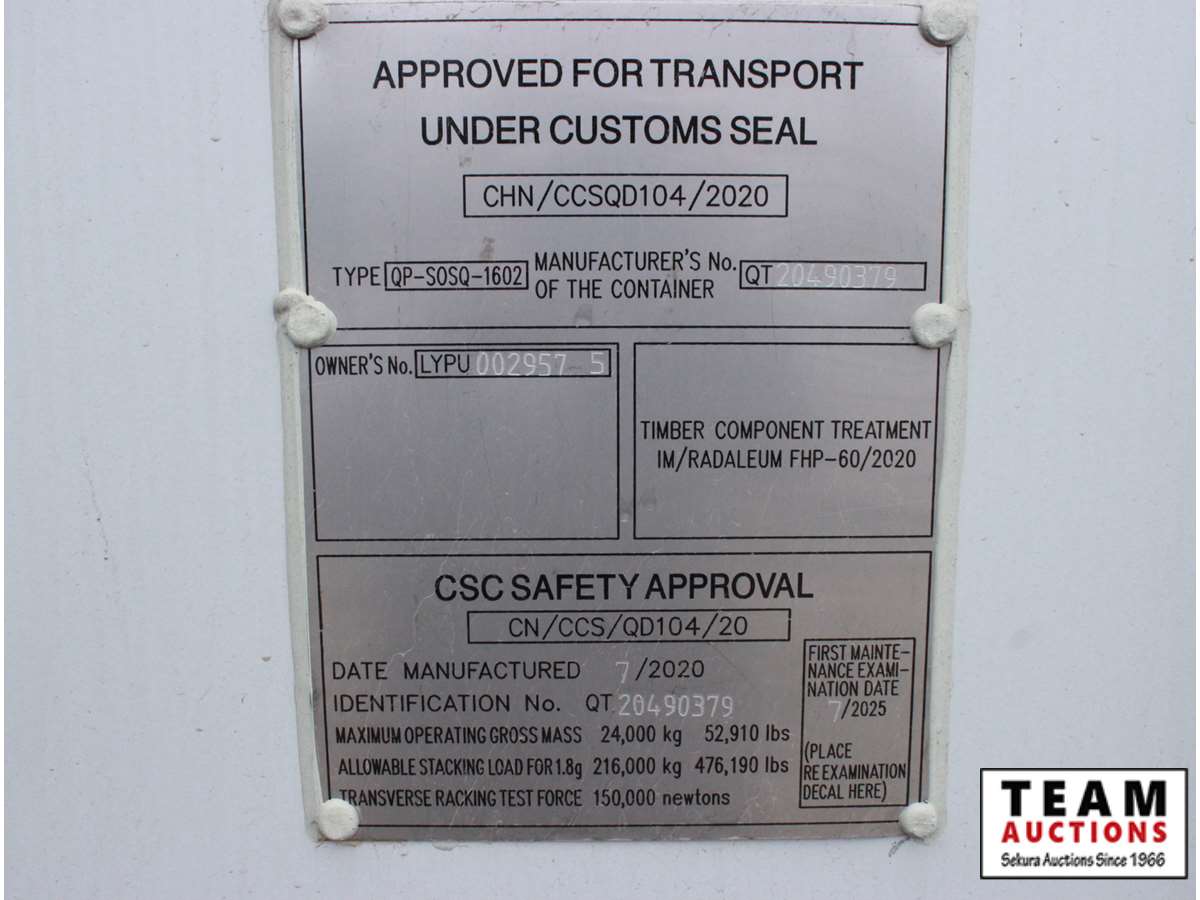 APPROVED FOR TRANSPORT
UNDER CUSTOMS SEAL
CHN/CCSQD104/2020
TYPE QP-SOSQ-1602 MANUFACTURER'S No. OF THE CONTAINER QT 20490379
OWNER'S No. LYPU 002957 5
TIMBER COMPONENT TREATMENT
IM/RADALEUM FHP-60/2020
CSC SAFETY APPROVAL
CN/CCS/QD104/20
DATE MANUFACTURED 7/2020
IDENTIFICATION No. QT 20490379
MAXIMUM OPERATING GROSS MASS 24,000 kg 52,910 lbs
ALLOWABLE STACKING LOAD FOR 1.8g 216,000 kg 476,190 lbs
TRANSVERSE RACKING TEST FORCE 150,000 newtons
FIRST MAINTE-
NANCE EXAMI-
NATION DATE
7/2025
(PLACE
RE EXAMINATION
DECAL HERE)
TEAM
AUCTIONS
Sekura Auctions Since 1966